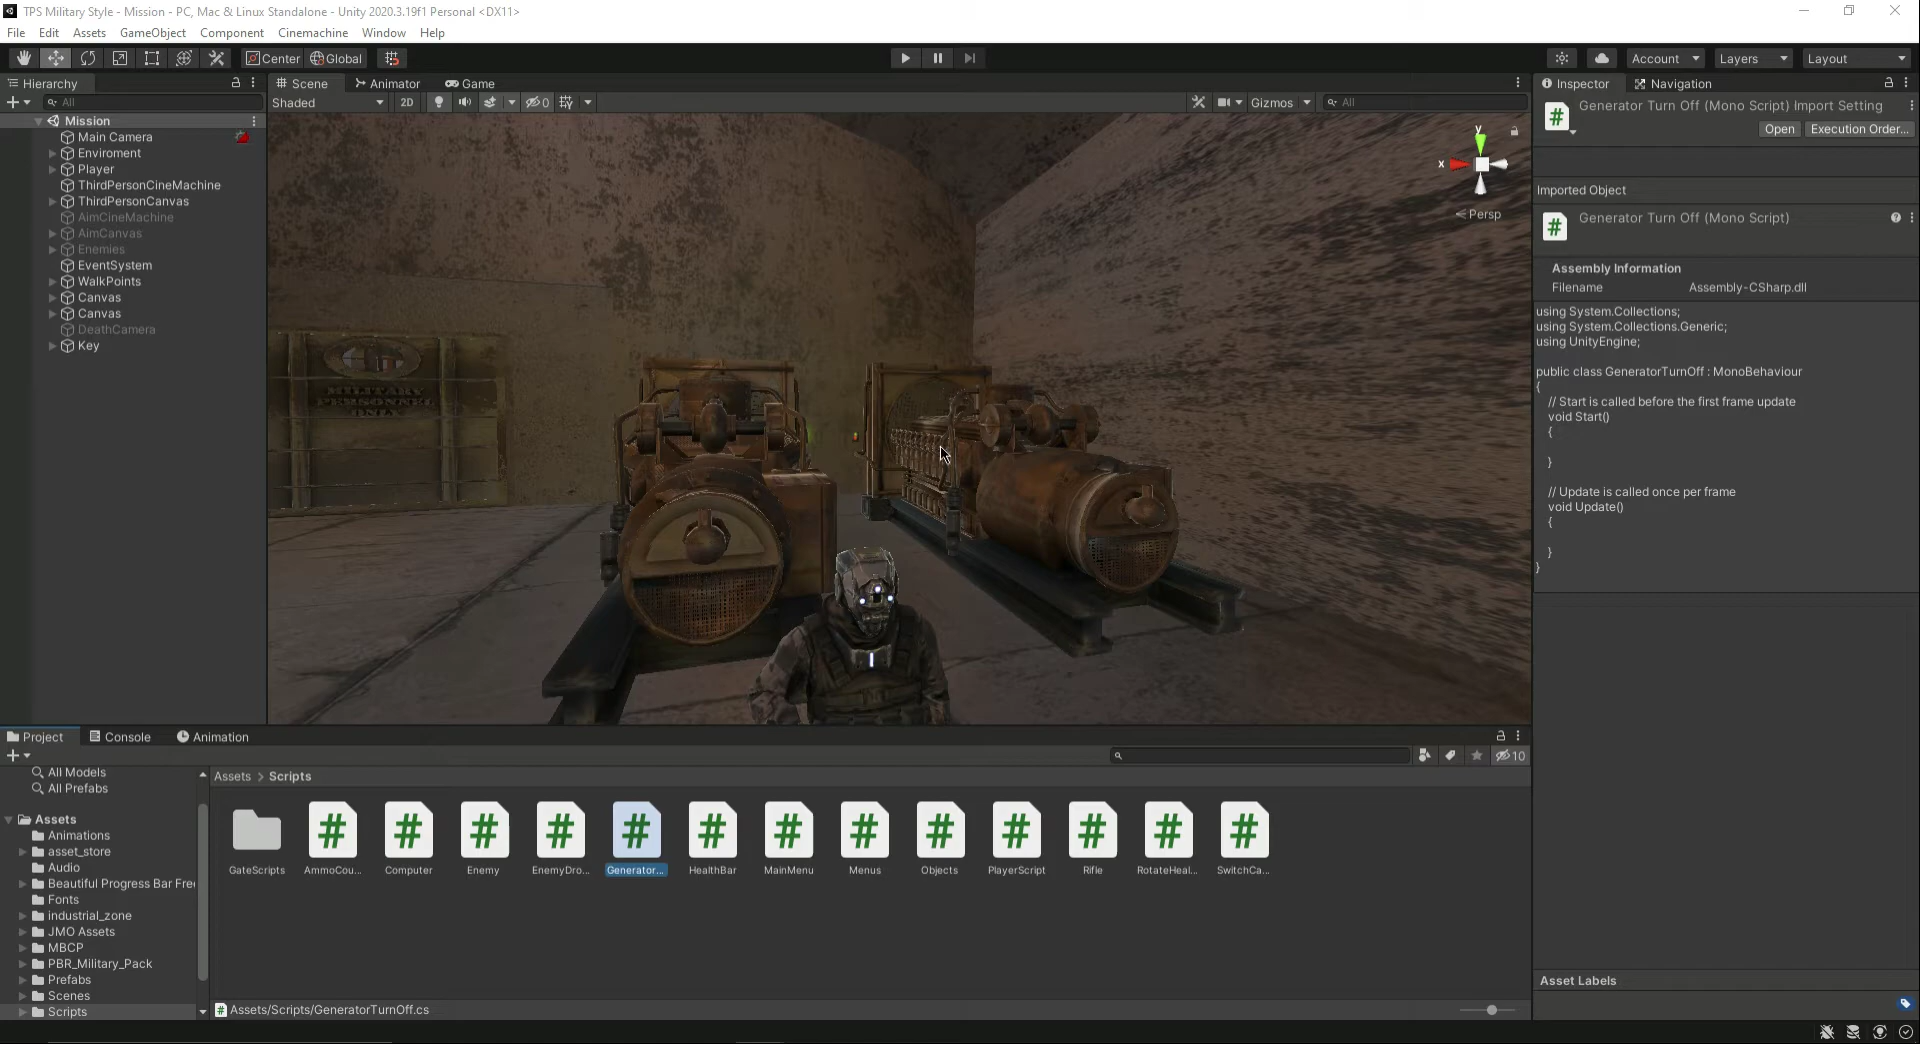 TPS Military Style - Mission - PC, Mac & Linux Standalone - Unity 2020.3.19f1 Personal <DX11>
File Edit Assets GameObject Component Cinemachine Window Help
Center Global Account Layers Layout
Hierarchy
All
Mission
Main Camera
Enviroment
Player
ThirdPersonCineMachine
ThirdPersonCanvas
AimCineMachine
AimCanvas
Enemies
EventSystem
WalkPoints
Canvas
Canvas
DeathCamera
Key
Scene Animator Game
Shaded 2D 0 Gizmos All
y
x
Persp
MILITARY
PERSONNEL
ONLY
Inspector Navigation
Generator Turn Off (Mono Script) Import Setting
Open Execution Order...
Imported Object
Generator Turn Off (Mono Script)
Assembly Information
Filename Assembly-CSharp.dll
using System.Collections;
using System.Collections.Generic;
using UnityEngine;
public class GeneratorTurnOff : MonoBehaviour
{
// Start is called before the first frame update
void Start()
{
}
// Update is called once per frame
void Update()
{
}
}
Asset Labels
Project Console Animation
10
All Models
All Prefabs
Assets
Animations
asset_store
Audio
Beautiful Progress Bar Free
Fonts
industrial_zone
JMO Assets
MBCP
PBR_Military_Pack
Prefabs
Scenes
Scripts
Assets > Scripts
GateScripts AmmoCou... Computer Enemy EnemyDro... Generator... HealthBar MainMenu Menus Objects PlayerScript Rifle RotateHeal... SwitchCa...
Assets/Scripts/GeneratorTurnOff.cs